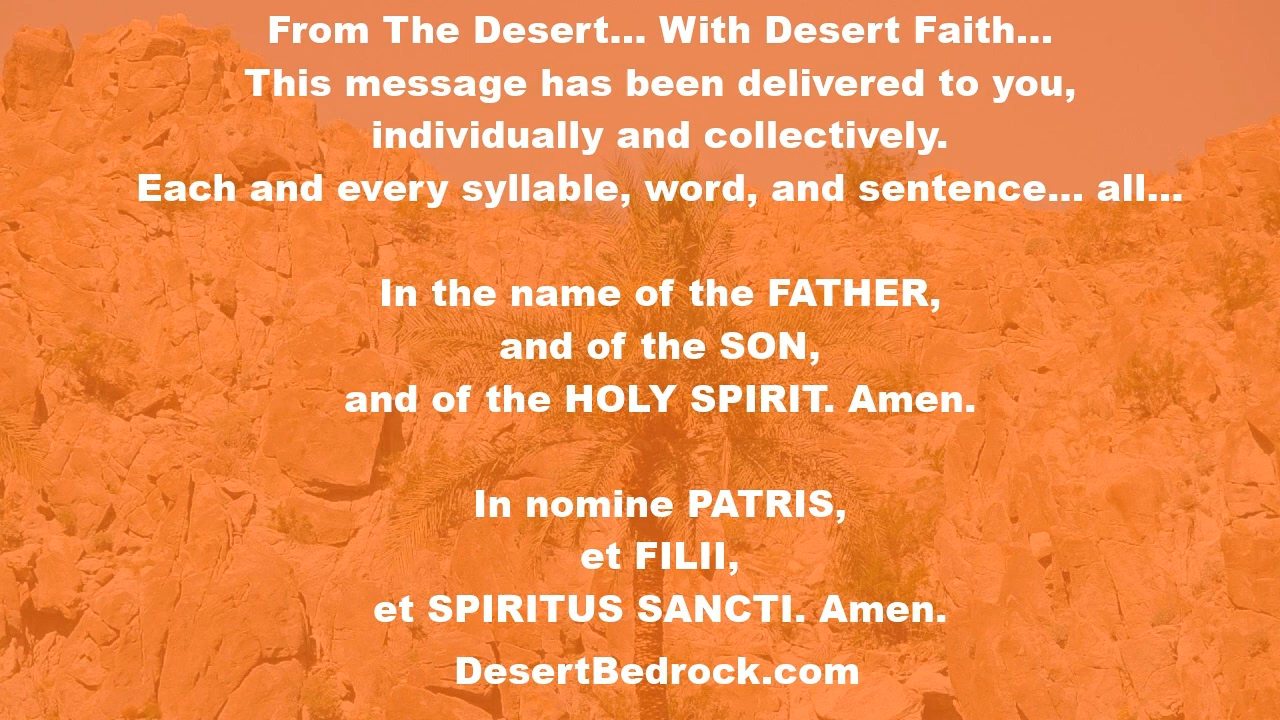 From The Desert... With Desert Faith...
This message has been delivered to you,
individually and collectively.
Each and every syllable, word, and sentence... all...
In the name of the FATHER,
and of the SON,
and of the HOLY SPIRIT. Amen.
In nomine PATRIS,
et FILII,
et SPIRITUS SANCTI. Amen.
DesertBedrock.com